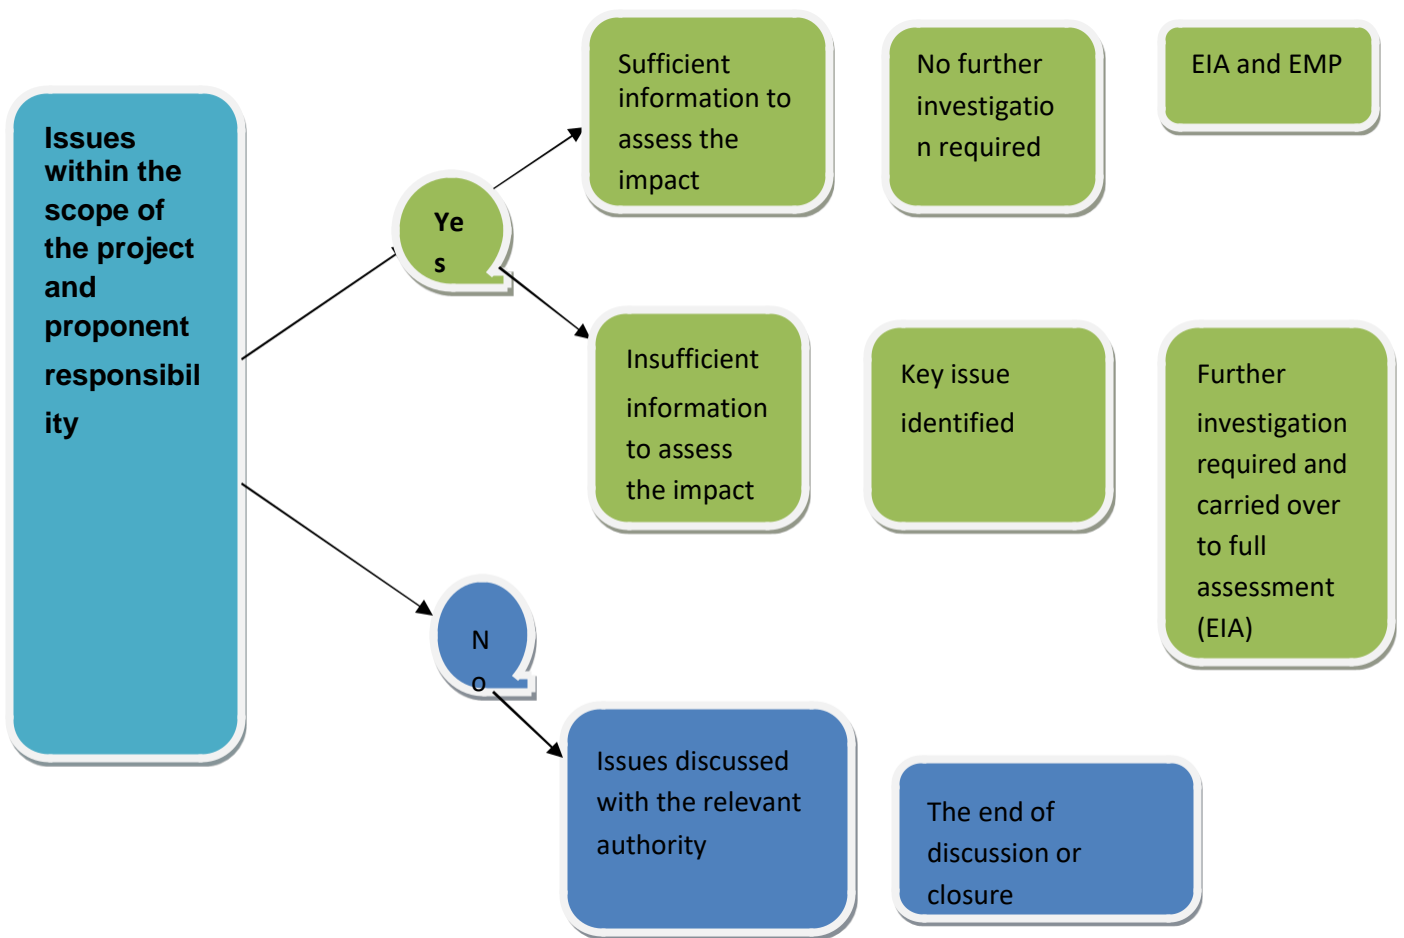 Issues
within the
scope of
the project
and
proponent
responsibil
ity
Ye
s
Sufficient
information to
assess the
impact
No further
investigatio
n required
EIA and EMP
Insufficient
information
to assess
the impact
Key issue
identified
Further
investigation
required and
carried over
to full
assessment
(EIA)
N
o
Issues discussed
with the relevant
authority
The end of
discussion or
closure